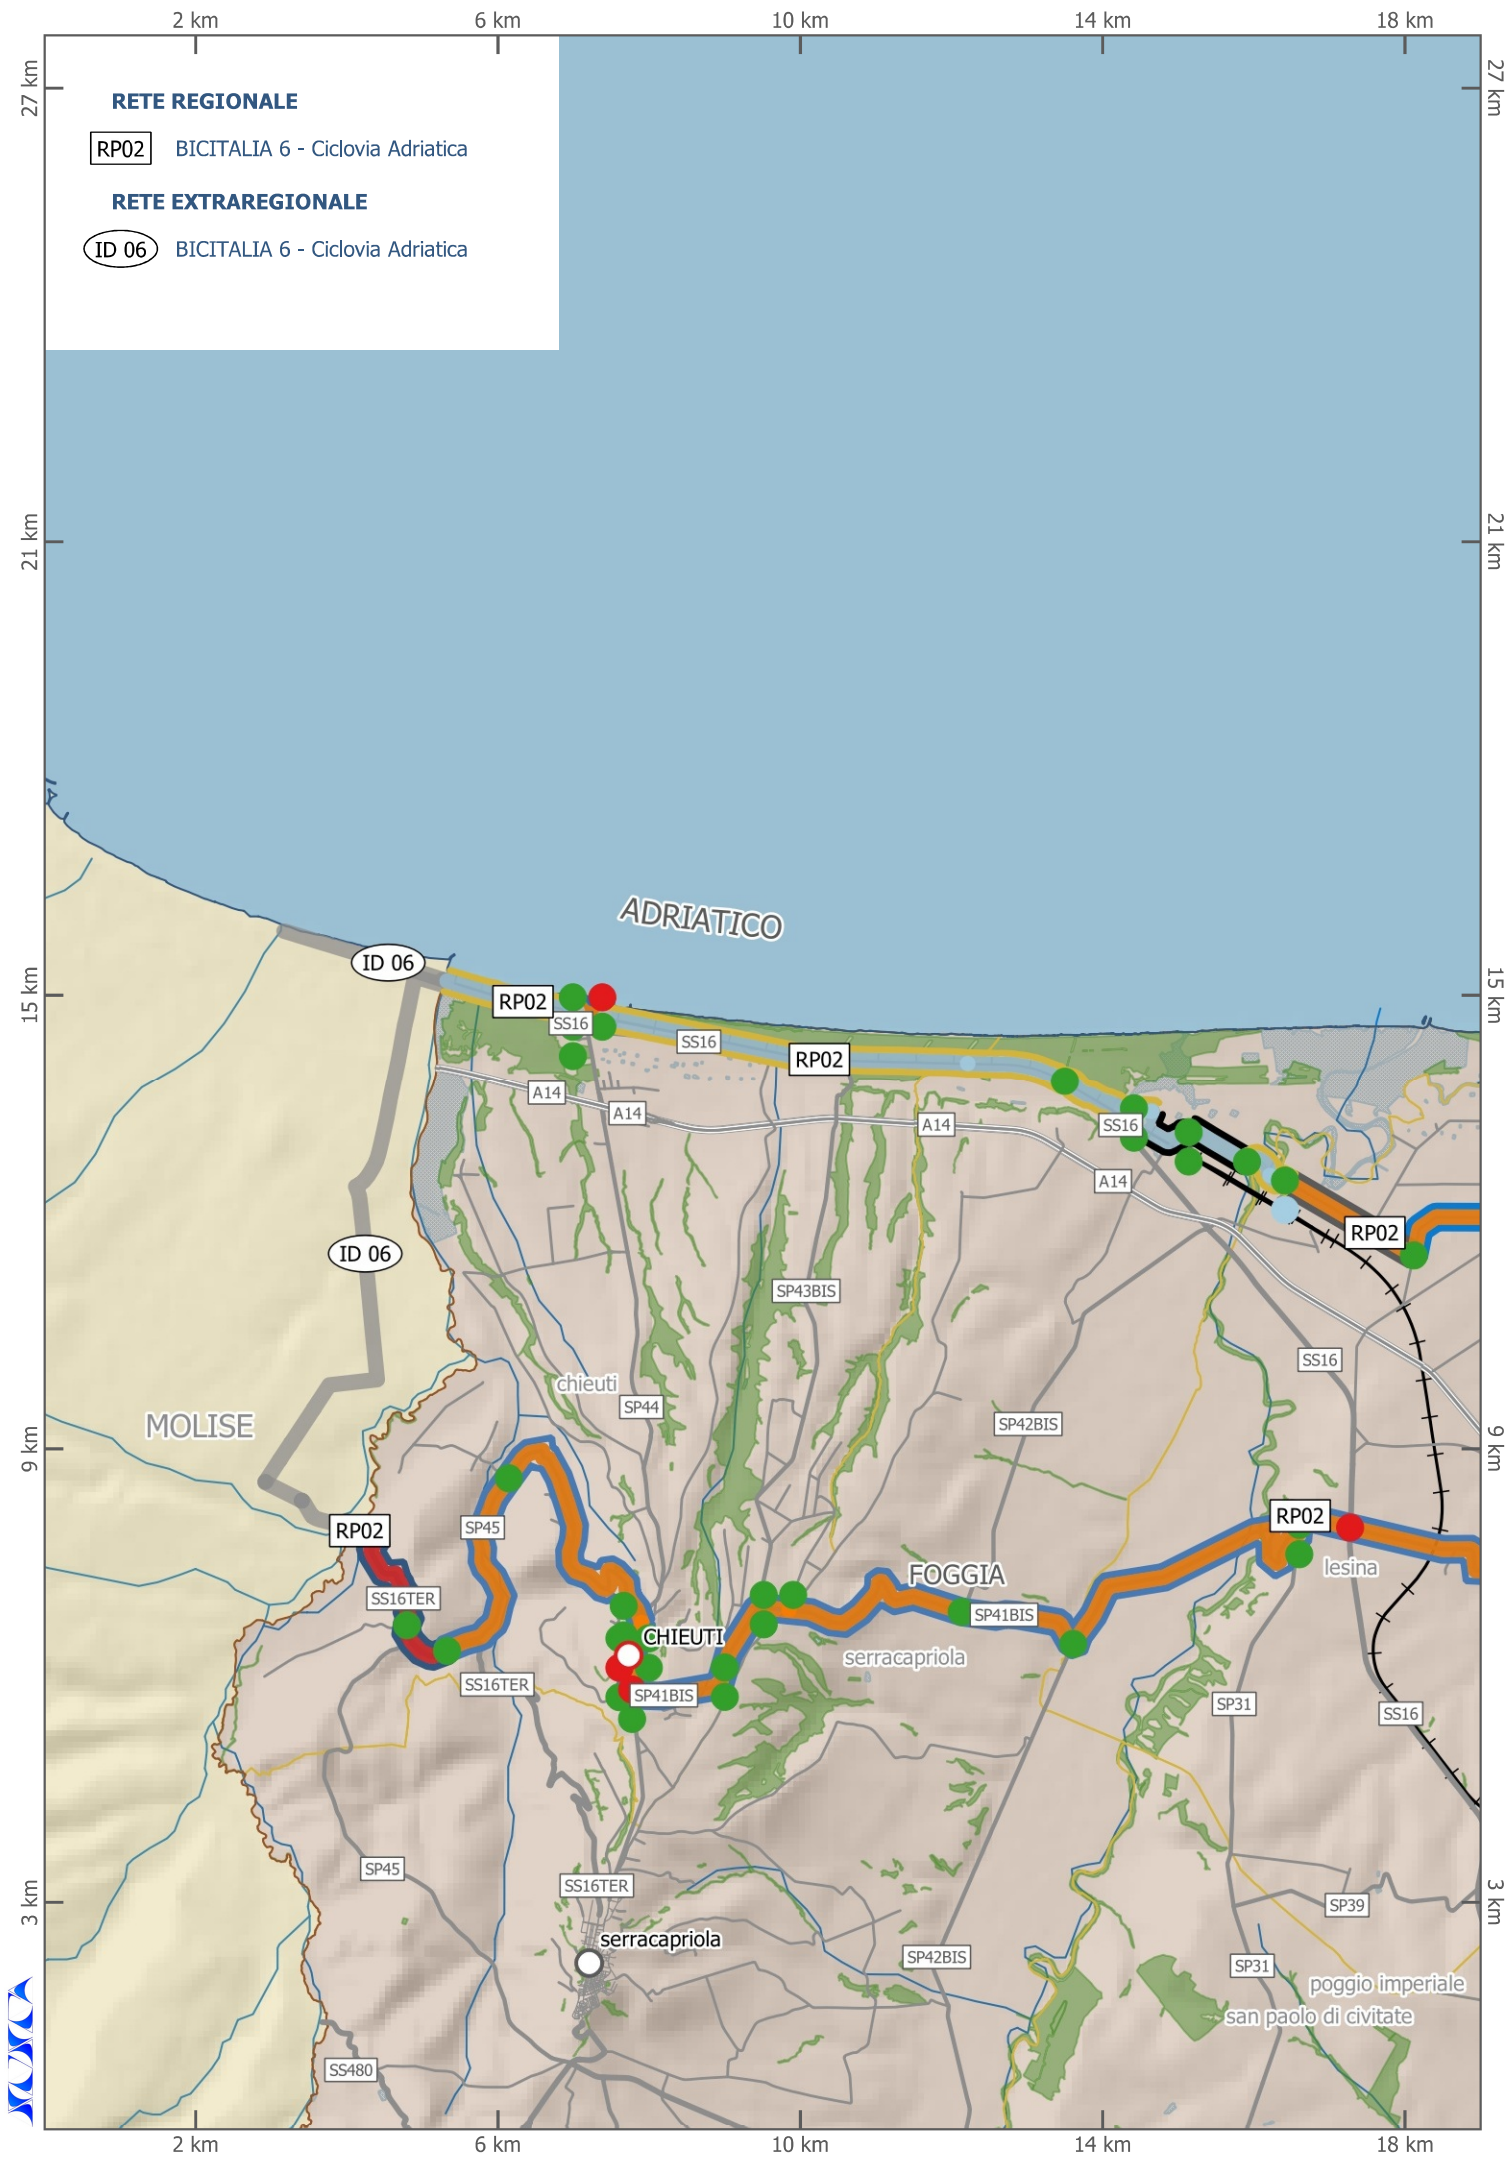 2 km 6 km 10 km 14 km 18 km
27 km 27 km
RETE REGIONALE
RP02 BICITALIA 6 - Ciclovia Adriatica
RETE EXTRAREGIONALE
ID 06 BICITALIA 6 - Ciclovia Adriatica
21 km 21 km
ADRIATICO
ID 06
15 km 15 km
RP02
SS16
SS16
RP02
A14
A14
A14
SS16
A14
RP02
ID 06
SP43BIS
SS16
chieuti
SP44
MOLISE
SP42BIS
9 km 9 km
RP02
SP45
RP02
lesina
FOGGIA
SS16TER
SP41BIS
CHIEUTI
serracapriola
SS16TER
SP41BIS
SP31
SS16
SP45
SS16TER
3 km 3 km
SP39
serracapriola
SP42BIS
SP31
poggio imperiale
san paolo di civitate
SS480
2 km 6 km 10 km 14 km 18 km